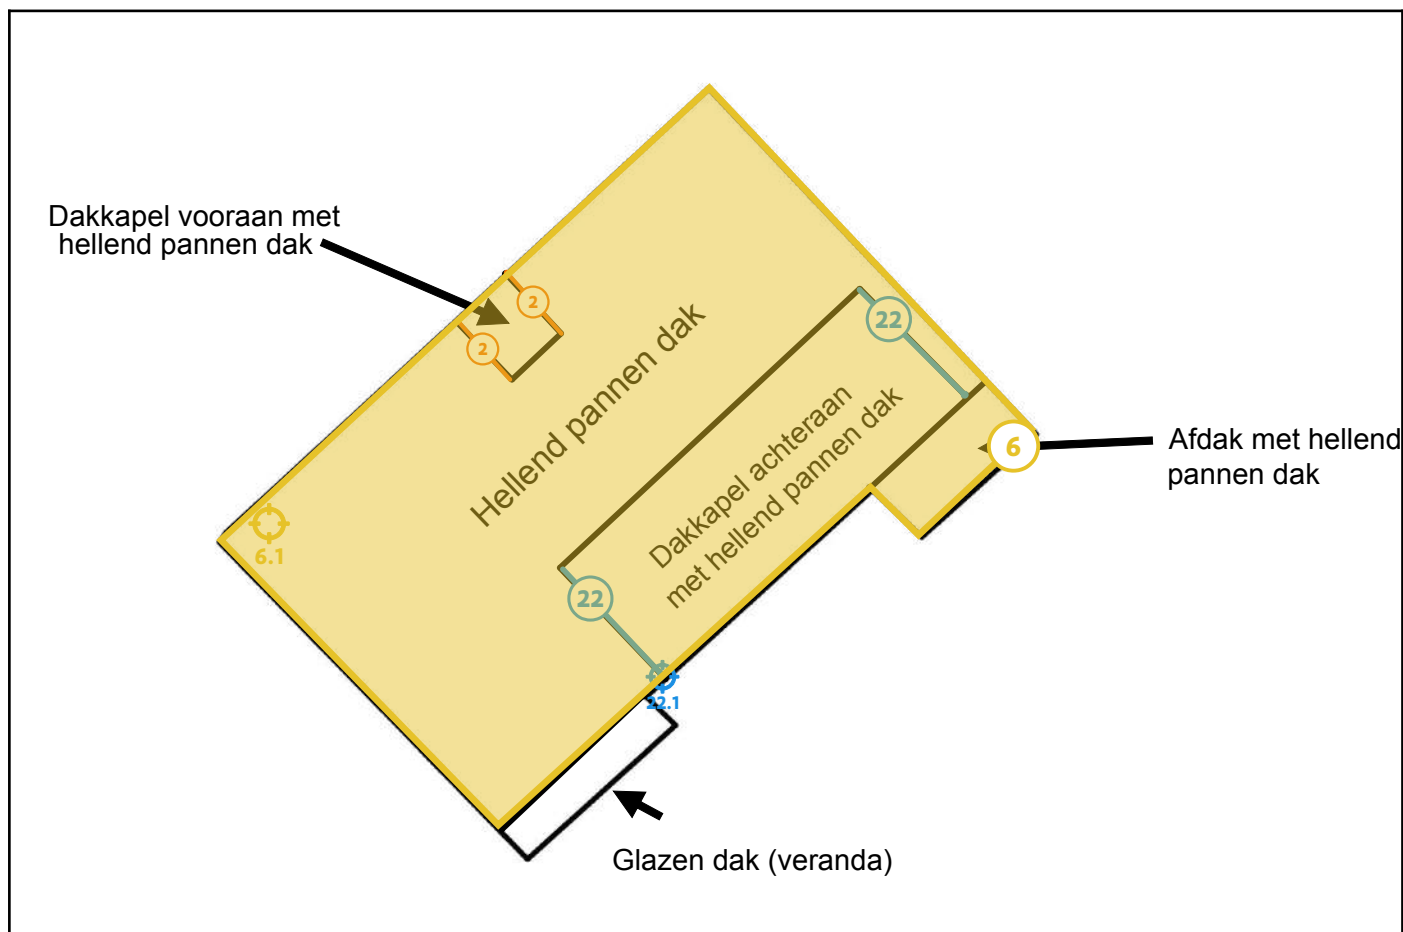 Dakkapel vooraan met
hellend pannen dak
2
2
Hellend pannen dak
22
Dakkapel achteraan
met hellend pannen dak
6
Afdak met hellend
pannen dak
6.1
22
22.1
Glazen dak (veranda)